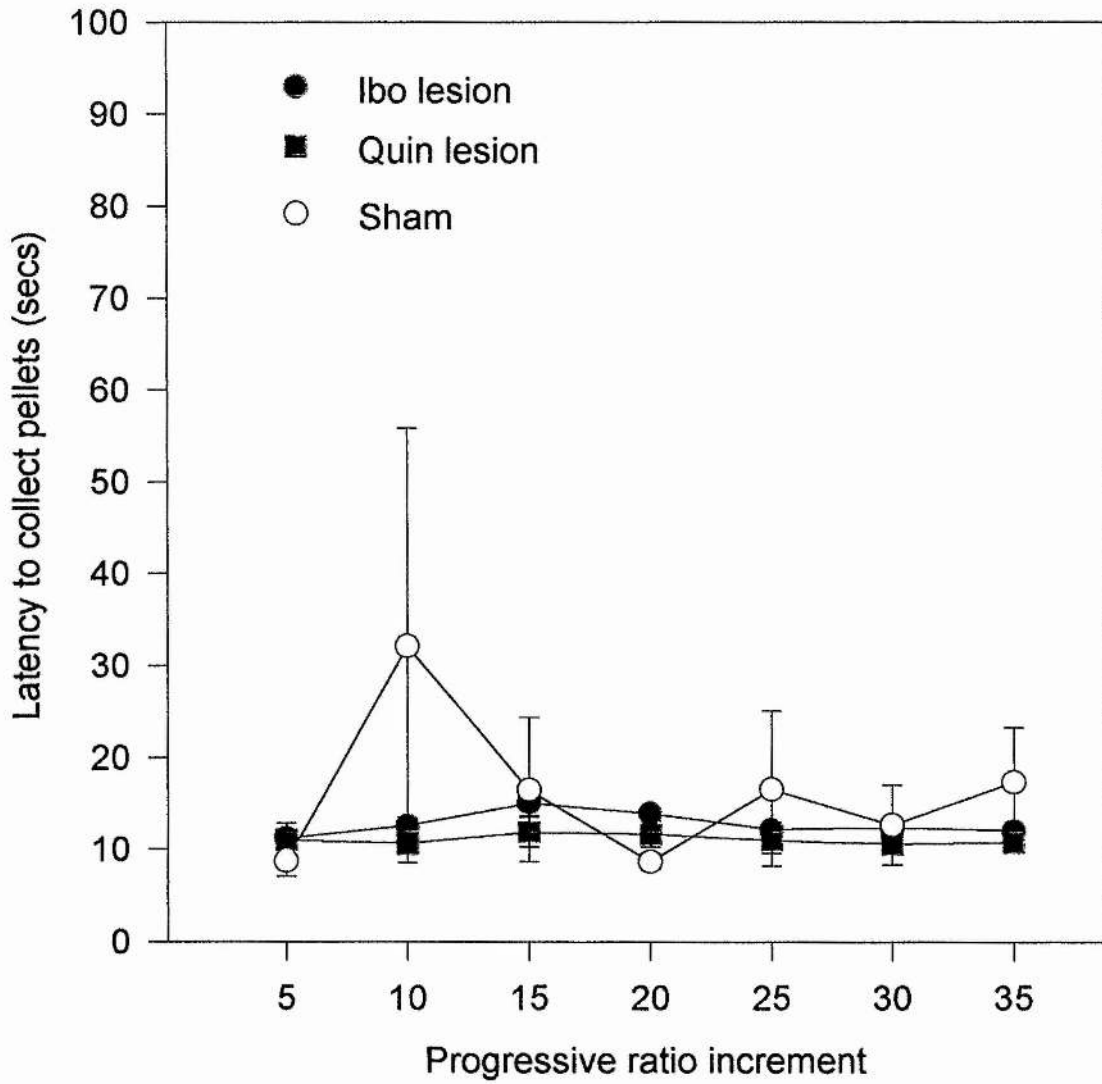 100
90
80
70
60
50
40
30
20
10
0
Latency to collect pellets (secs)
Ibo lesion
Quin lesion
Sham
5 10 15 20 25 30 35
Progressive ratio increment